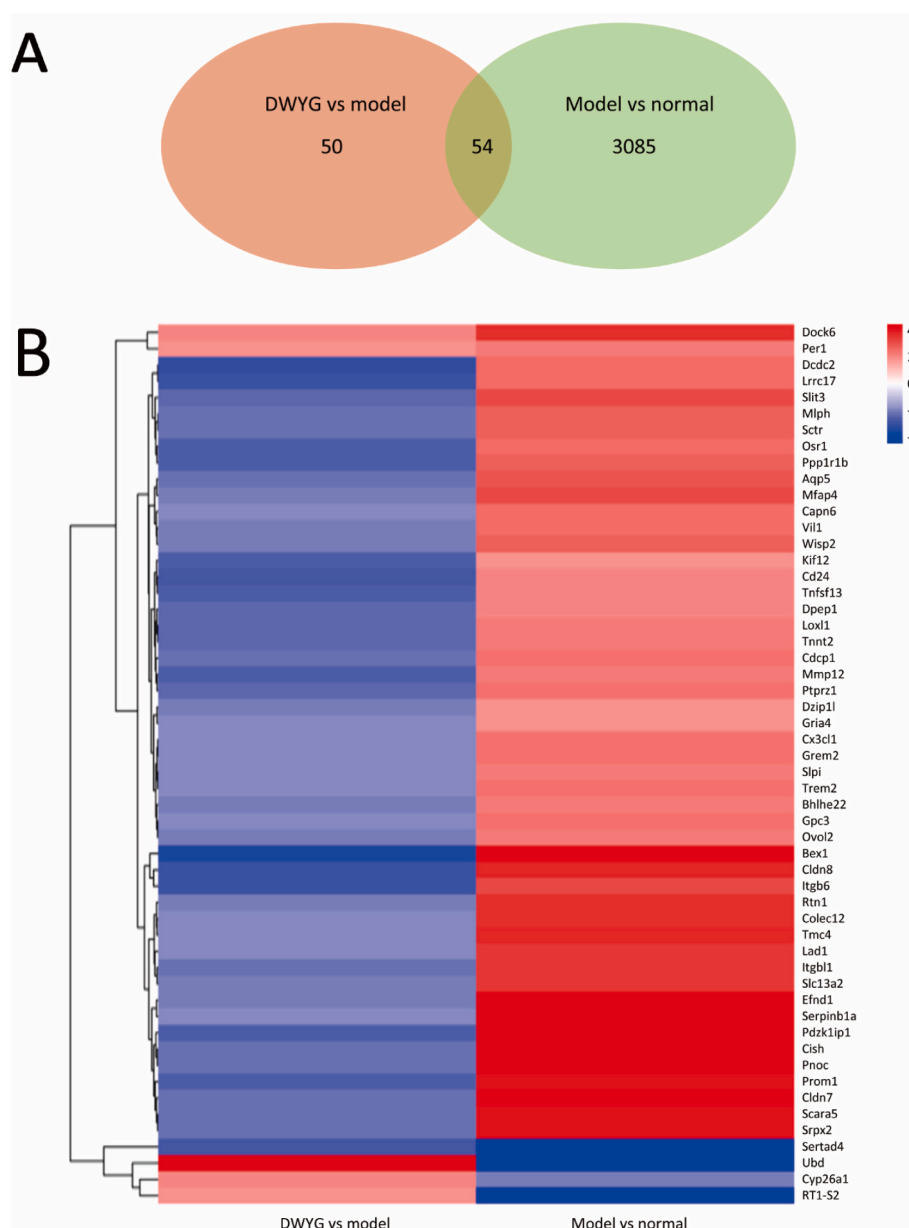 A
DWYG vs model
Model vs normal
50
54
3085
B
Dock6
Per1
Dcdc2
Lrrc17
Slit3
Mlph
Sctr
Osr1
Ppp1r1b
Aqp5
Mfap4
Capn6
Vil1
Wisp2
Kif12
Cd24
Tnfsf13
Dpep1
Loxl1
Tnnt2
Cdcp1
Mmp12
Ptprz1
Dzip1l
Gria4
Cx3cl1
Grem2
Slpi
Trem2
Bhlhe22
Gpc3
Ovol2
Bex1
Cldn8
Itgb6
Rtn1
Colec12
Tmc4
Lad1
Itgbl1
Slc13a2
Efnd1
Serpinb1a
Pdzk1ip1
Cish
Pnoc
Prom1
Cldn7
Scara5
Srpx2
Sertad4
Ubd
Cyp26a1
RT1-S2
DWYG vs model
Model vs normal